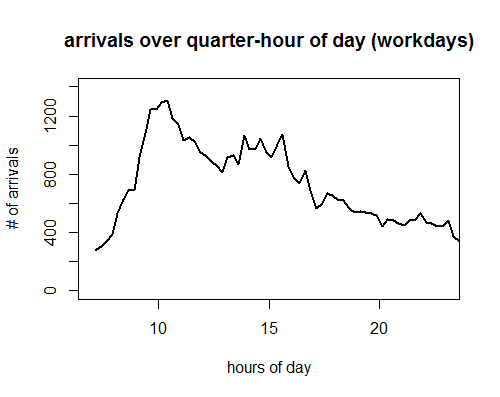 arrivals over quarter-hour of day (workdays)
# of arrivals
1200
800
400
0
10 15 20
hours of day